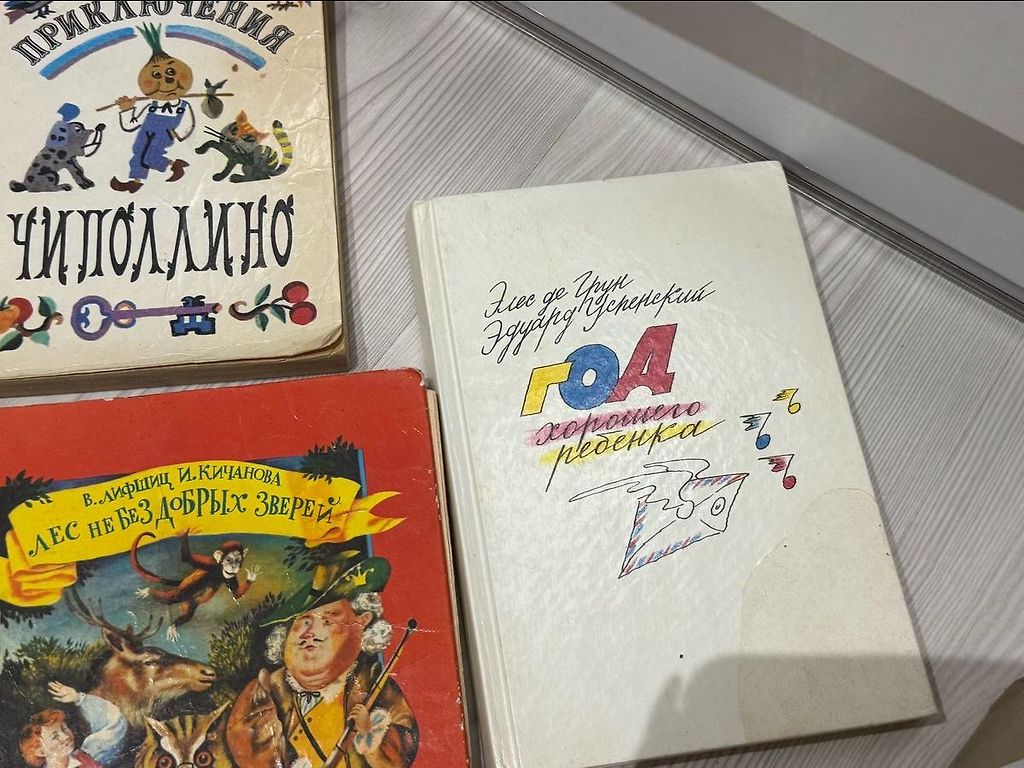 ПРИКЛЮЧЕНИЯ
ЧИПОЛЛИНО
В. ЛИФШИЦ И. КИЧАНОВА
ЛЕС НЕ БЕЗ ДОБРЫХ ЗВЕРЕЙ
Элес де Грун
Эдуард Успенский
ГОД
хорошего
ребёнка